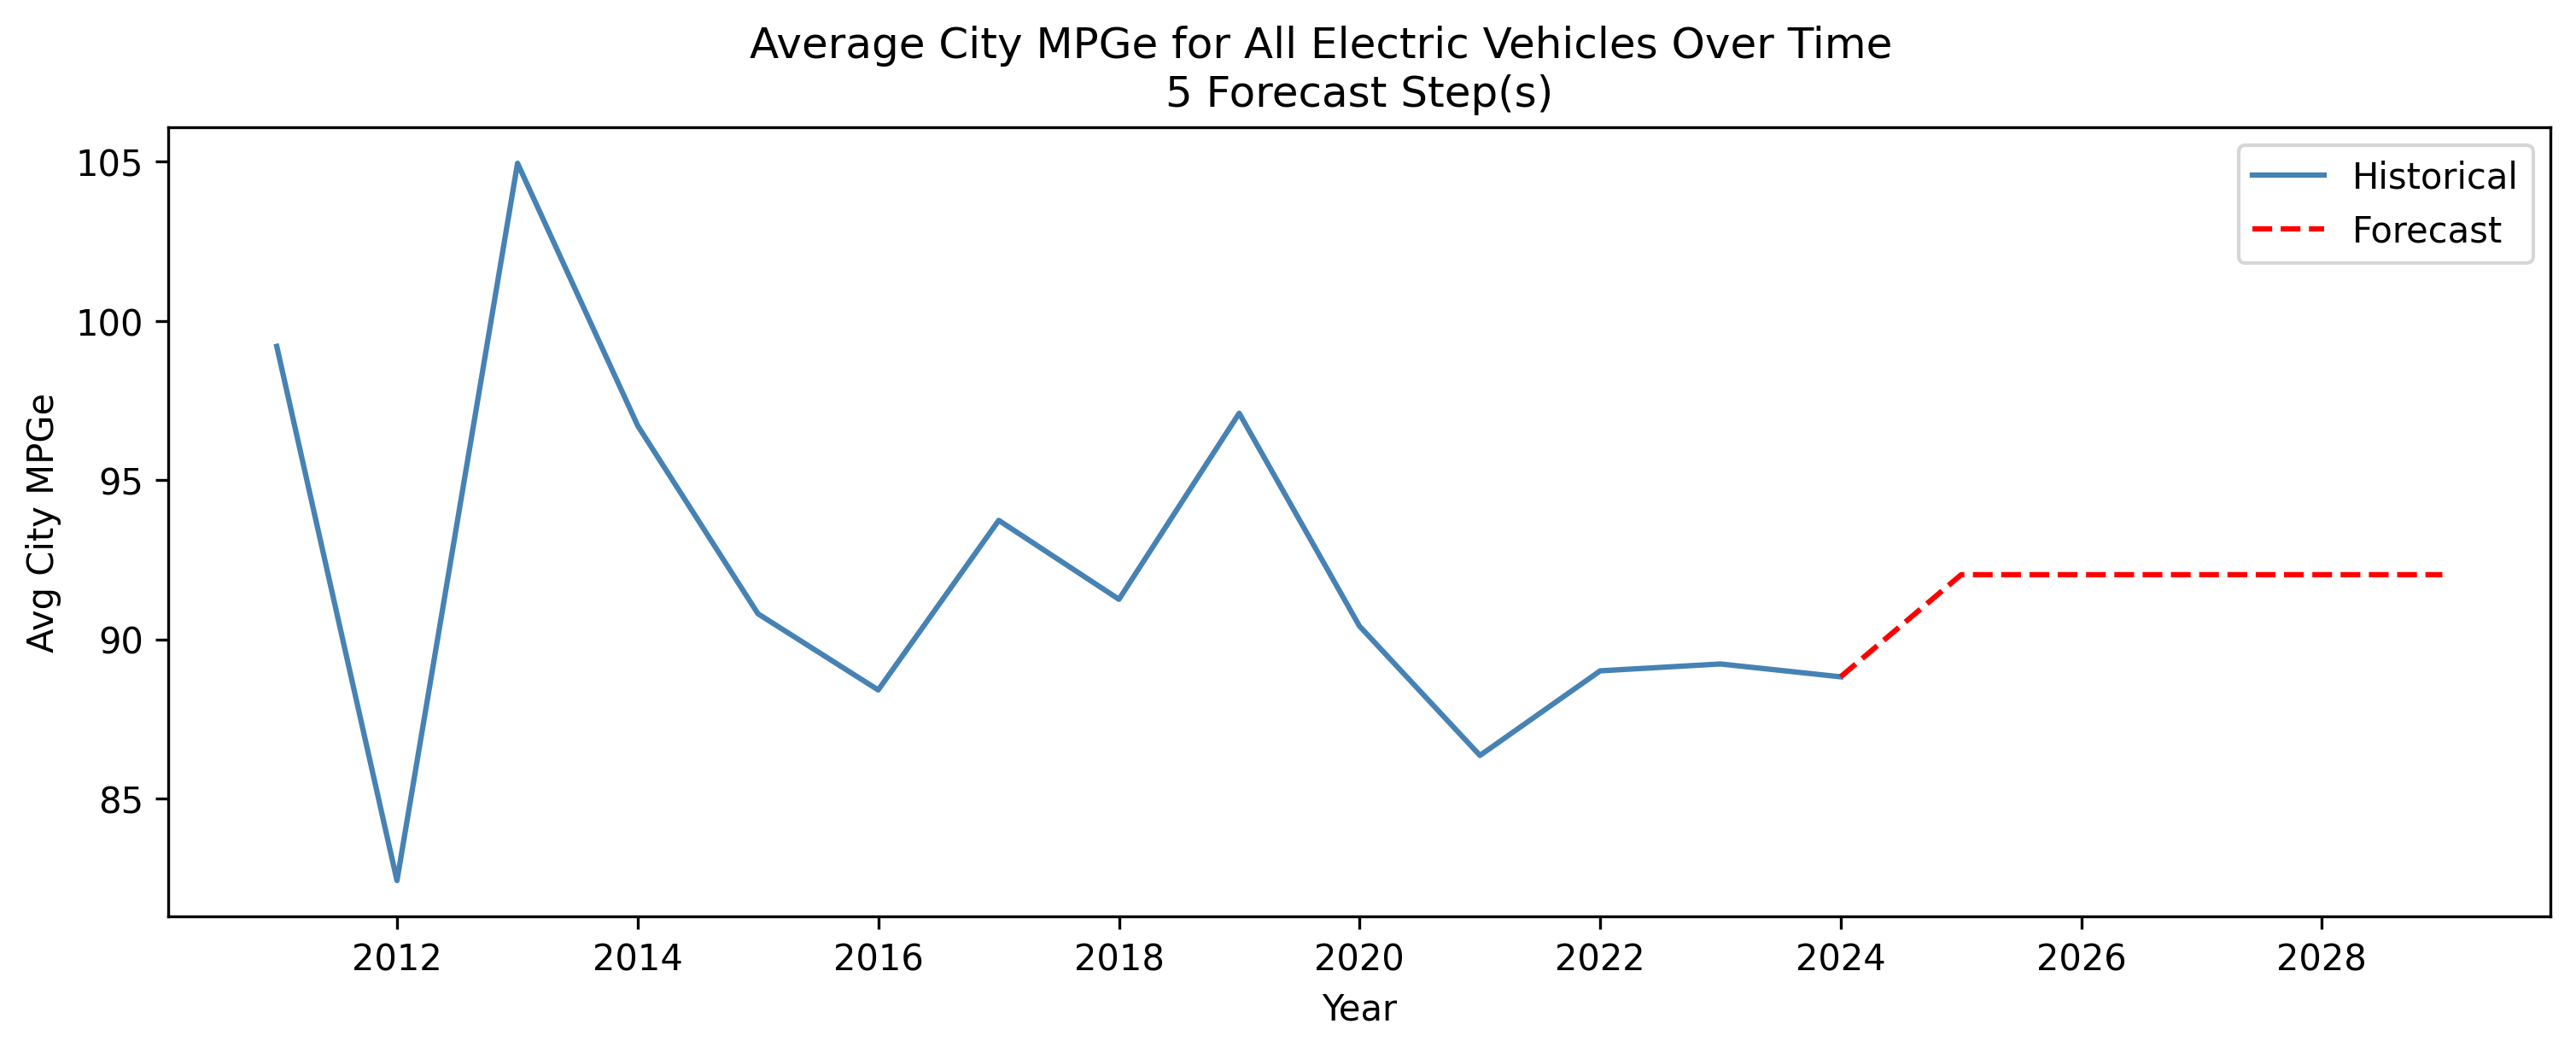 Average City MPGe for All Electric Vehicles Over Time
5 Forecast Step(s)
105
100
95
90
85
Avg City MPGe
Historical
Forecast
2012 2014 2016 2018 2020 2022 2024 2026 2028
Year